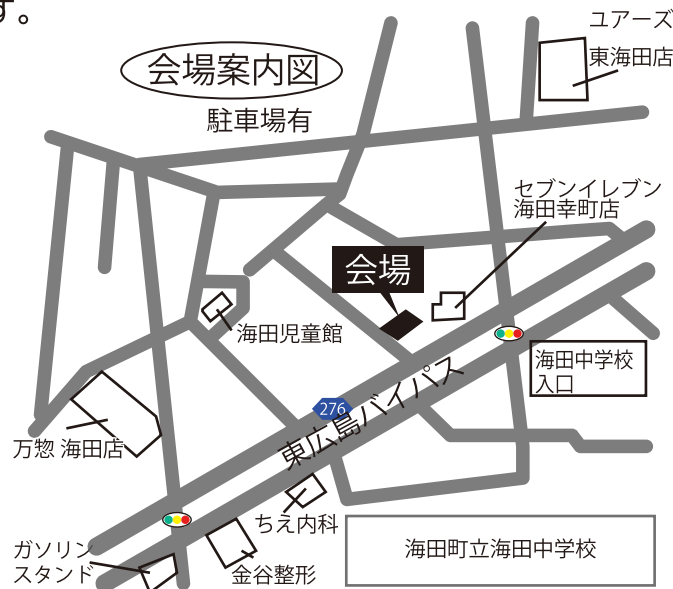 す。
会場案内図
駐車場有
ユアーズ
東海田店
セブンイレブン
海田幸町店
会場
海田児童館
海田中学校
入口
276
東広島バイパス
万惣 海田店
ちえ内科
ガソリン
スタンド
金谷整形
海田町立海田中学校